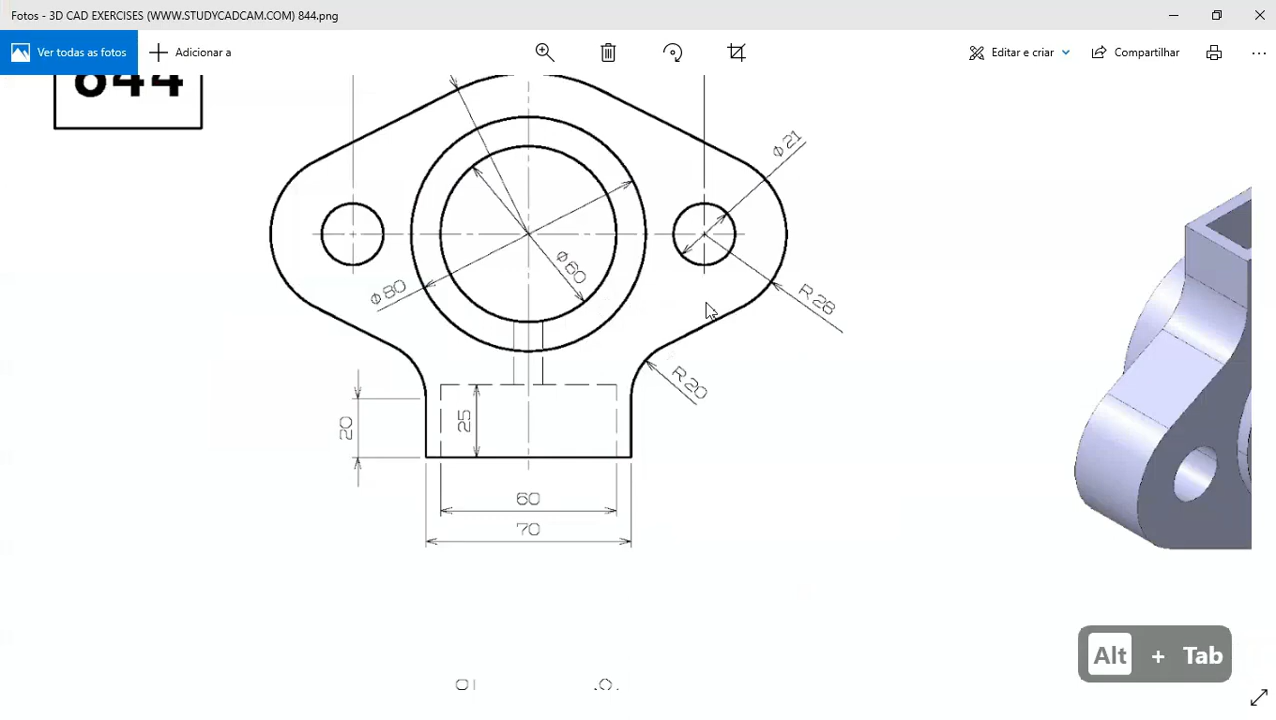 Fotos - 3D CAD EXERCISES (WWW.STUDYCADCAM.COM) 844.png
Ver todas as fotos
Adicionar a
Editar e criar
Compartilhar
844
Φ21
Φ60
Φ80
R28
R20
20
25
60
70
Alt + Tab